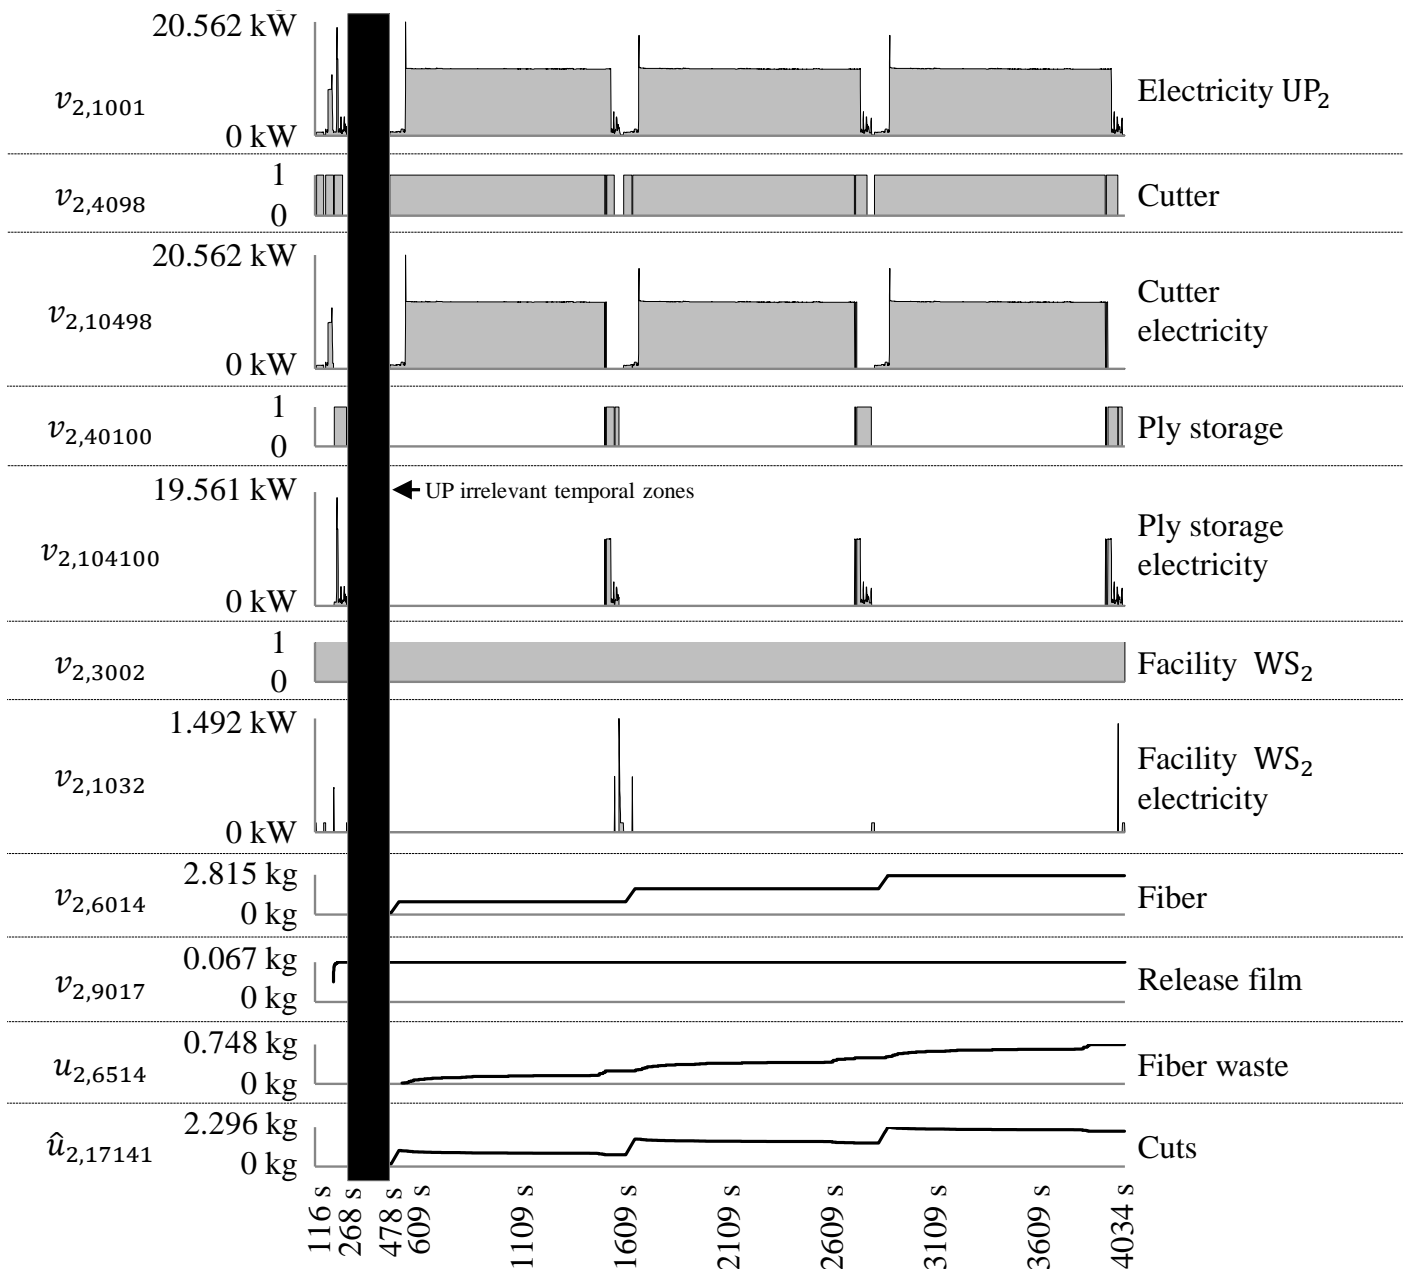 20.562 kW
v2,1001
0 kW
Electricity UP2
1
v2,4098
0
Cutter
20.562 kW
v2,10498
0 kW
Cutter
electricity
1
v2,40100
0
Ply storage
19.561 kW
UP irrelevant temporal zones
v2,104100
0 kW
Ply storage
electricity
1
v2,3002
0
Facility WS2
1.492 kW
v2,1032
0 kW
Facility WS2
electricity
2.815 kg
v2,6014
0 kg
Fiber
0.067 kg
v2,9017
0 kg
Release film
0.748 kg
u2,6514
0 kg
Fiber waste
2.296 kg
û2,17141
0 kg
Cuts
116 s
268 s
478 s
609 s
1109 s
1609 s
2109 s
2609 s
3109 s
3609 s
4034 s